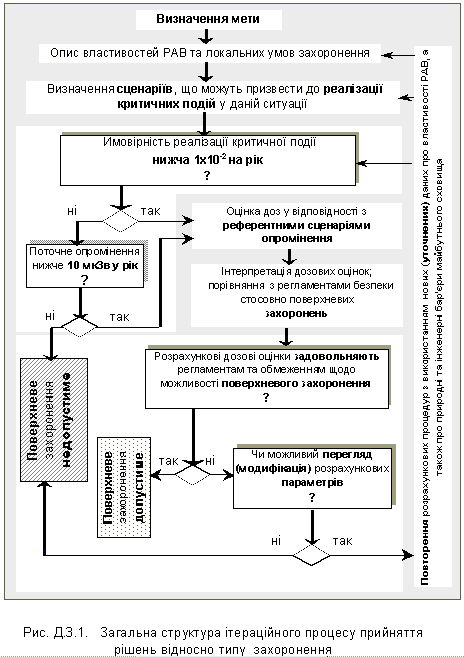 Визначення мети
Опис властивостей РАВ та локальних умов захоронення
Визначення сценаріїв, що можуть призвести до реалізації
критичних подій у даній ситуації
Имовірність реалізації критичної події
нижча 1х10-2 на рік
?
ні
так
Поточне опромінення
нижче 10 мкЗв у рік
?
ні
так
Оцінка доз у відповідності з
референтними сценаріями
опромінення
Інтерпретація дозових оцінок;
порівняння з регламентами безпеки
стосовно поверхневих
захоронень
Розрахункові дозові оцінки задовольняють
регламентам та обмеженням щодо
можливості поверхневого захоронення
?
так
ні
Поверхневе
захоронення
недопустиме
Поверхневе
захоронення
допустиме
Чи можливий перегляд
(модифікація) розрахункових
параметрів
?
ні
так
Повторення розрахункових процедур з використанням нових (уточнених) даних про властивості РАВ, а
також про природні та інженерні бар'єри майбутнього сховища
Рис. Д.3.1. Загальна структура ітераційного процесу прийняття
рішень відносно типу захоронення